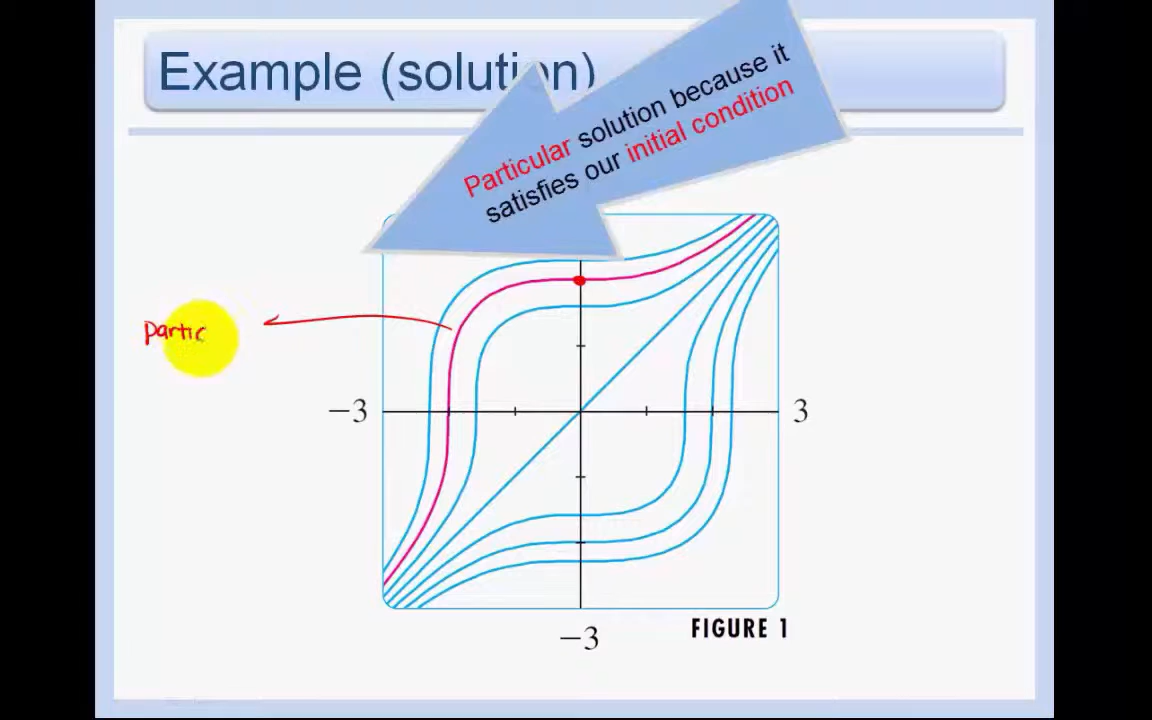 Example (solution)
Particular solution because it
satisfies our initial condition
Partic
−3
3
−3
FIGURE 1